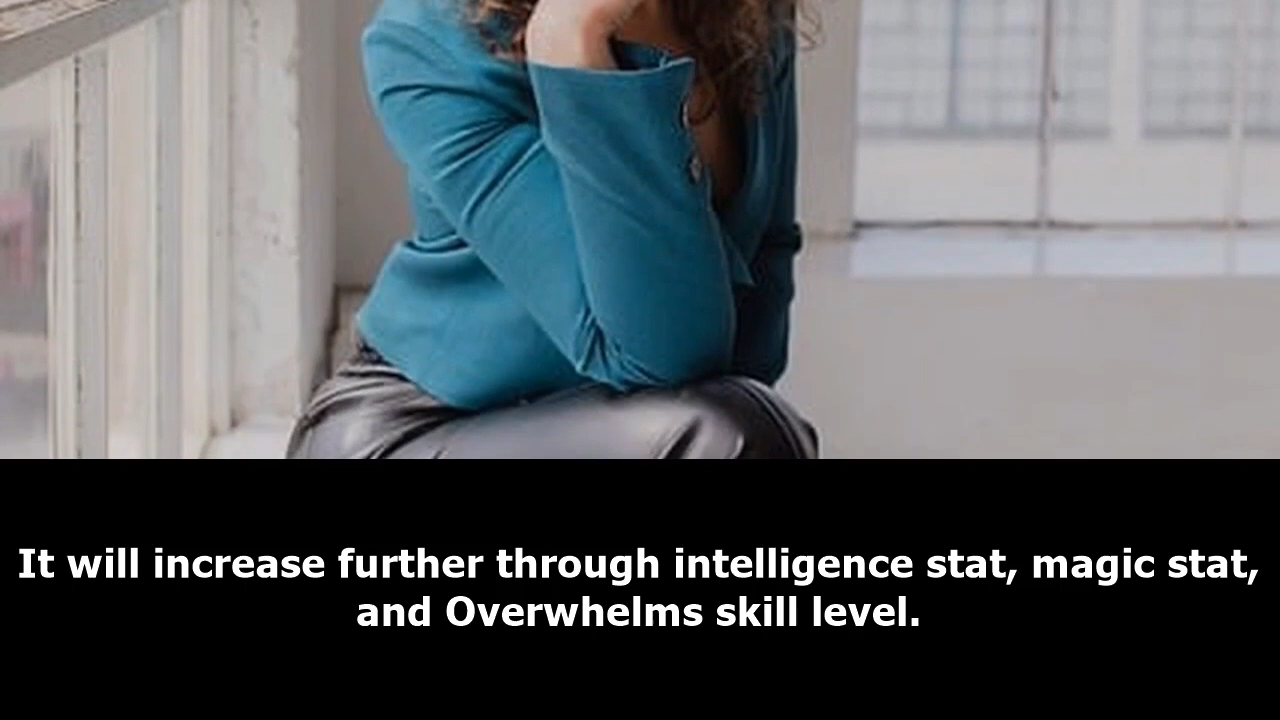 It will increase further through intelligence stat, magic stat,
and Overwhelms skill level.